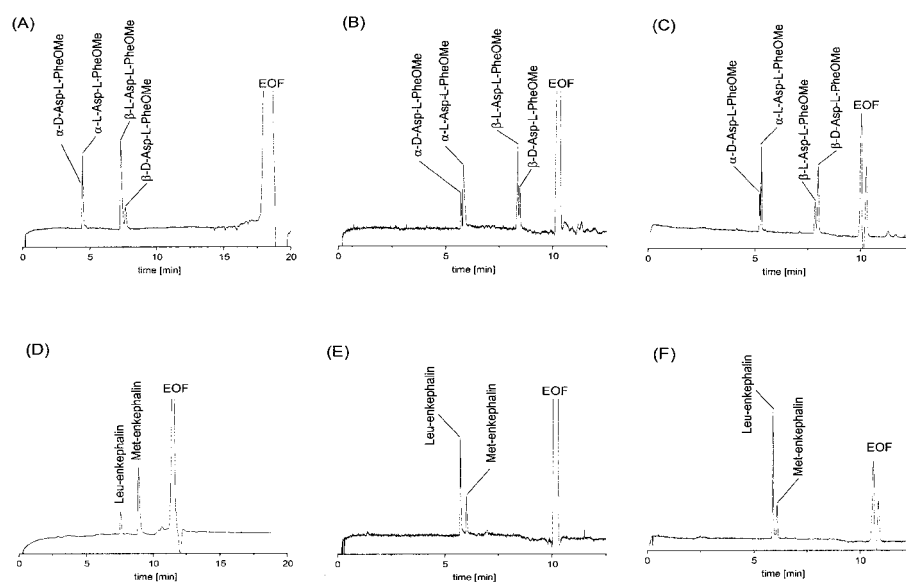 (A)
α-D-Asp-L-PheOMe
α-L-Asp-L-PheOMe
β-L-Asp-L-PheOMe
β-D-Asp-L-PheOMe
EOF
0 5 10 15 20
time [min]
(B)
α-D-Asp-L-PheOMe
α-L-Asp-L-PheOMe
β-L-Asp-L-PheOMe
β-D-Asp-L-PheOMe
EOF
0 5 10
time [min]
(C)
α-D-Asp-L-PheOMe
α-L-Asp-L-PheOMe
β-L-Asp-L-PheOMe
β-D-Asp-L-PheOMe
EOF
0 5 10
time [min]
(D)
Leu-enkephalin
Met-enkephalin
EOF
0 5 10 15 20
time [min]
(E)
Leu-enkephalin
Met-enkephalin
EOF
0 5 10
time [min]
(F)
Leu-enkephalin
Met-enkephalin
EOF
0 5 10
time [min]